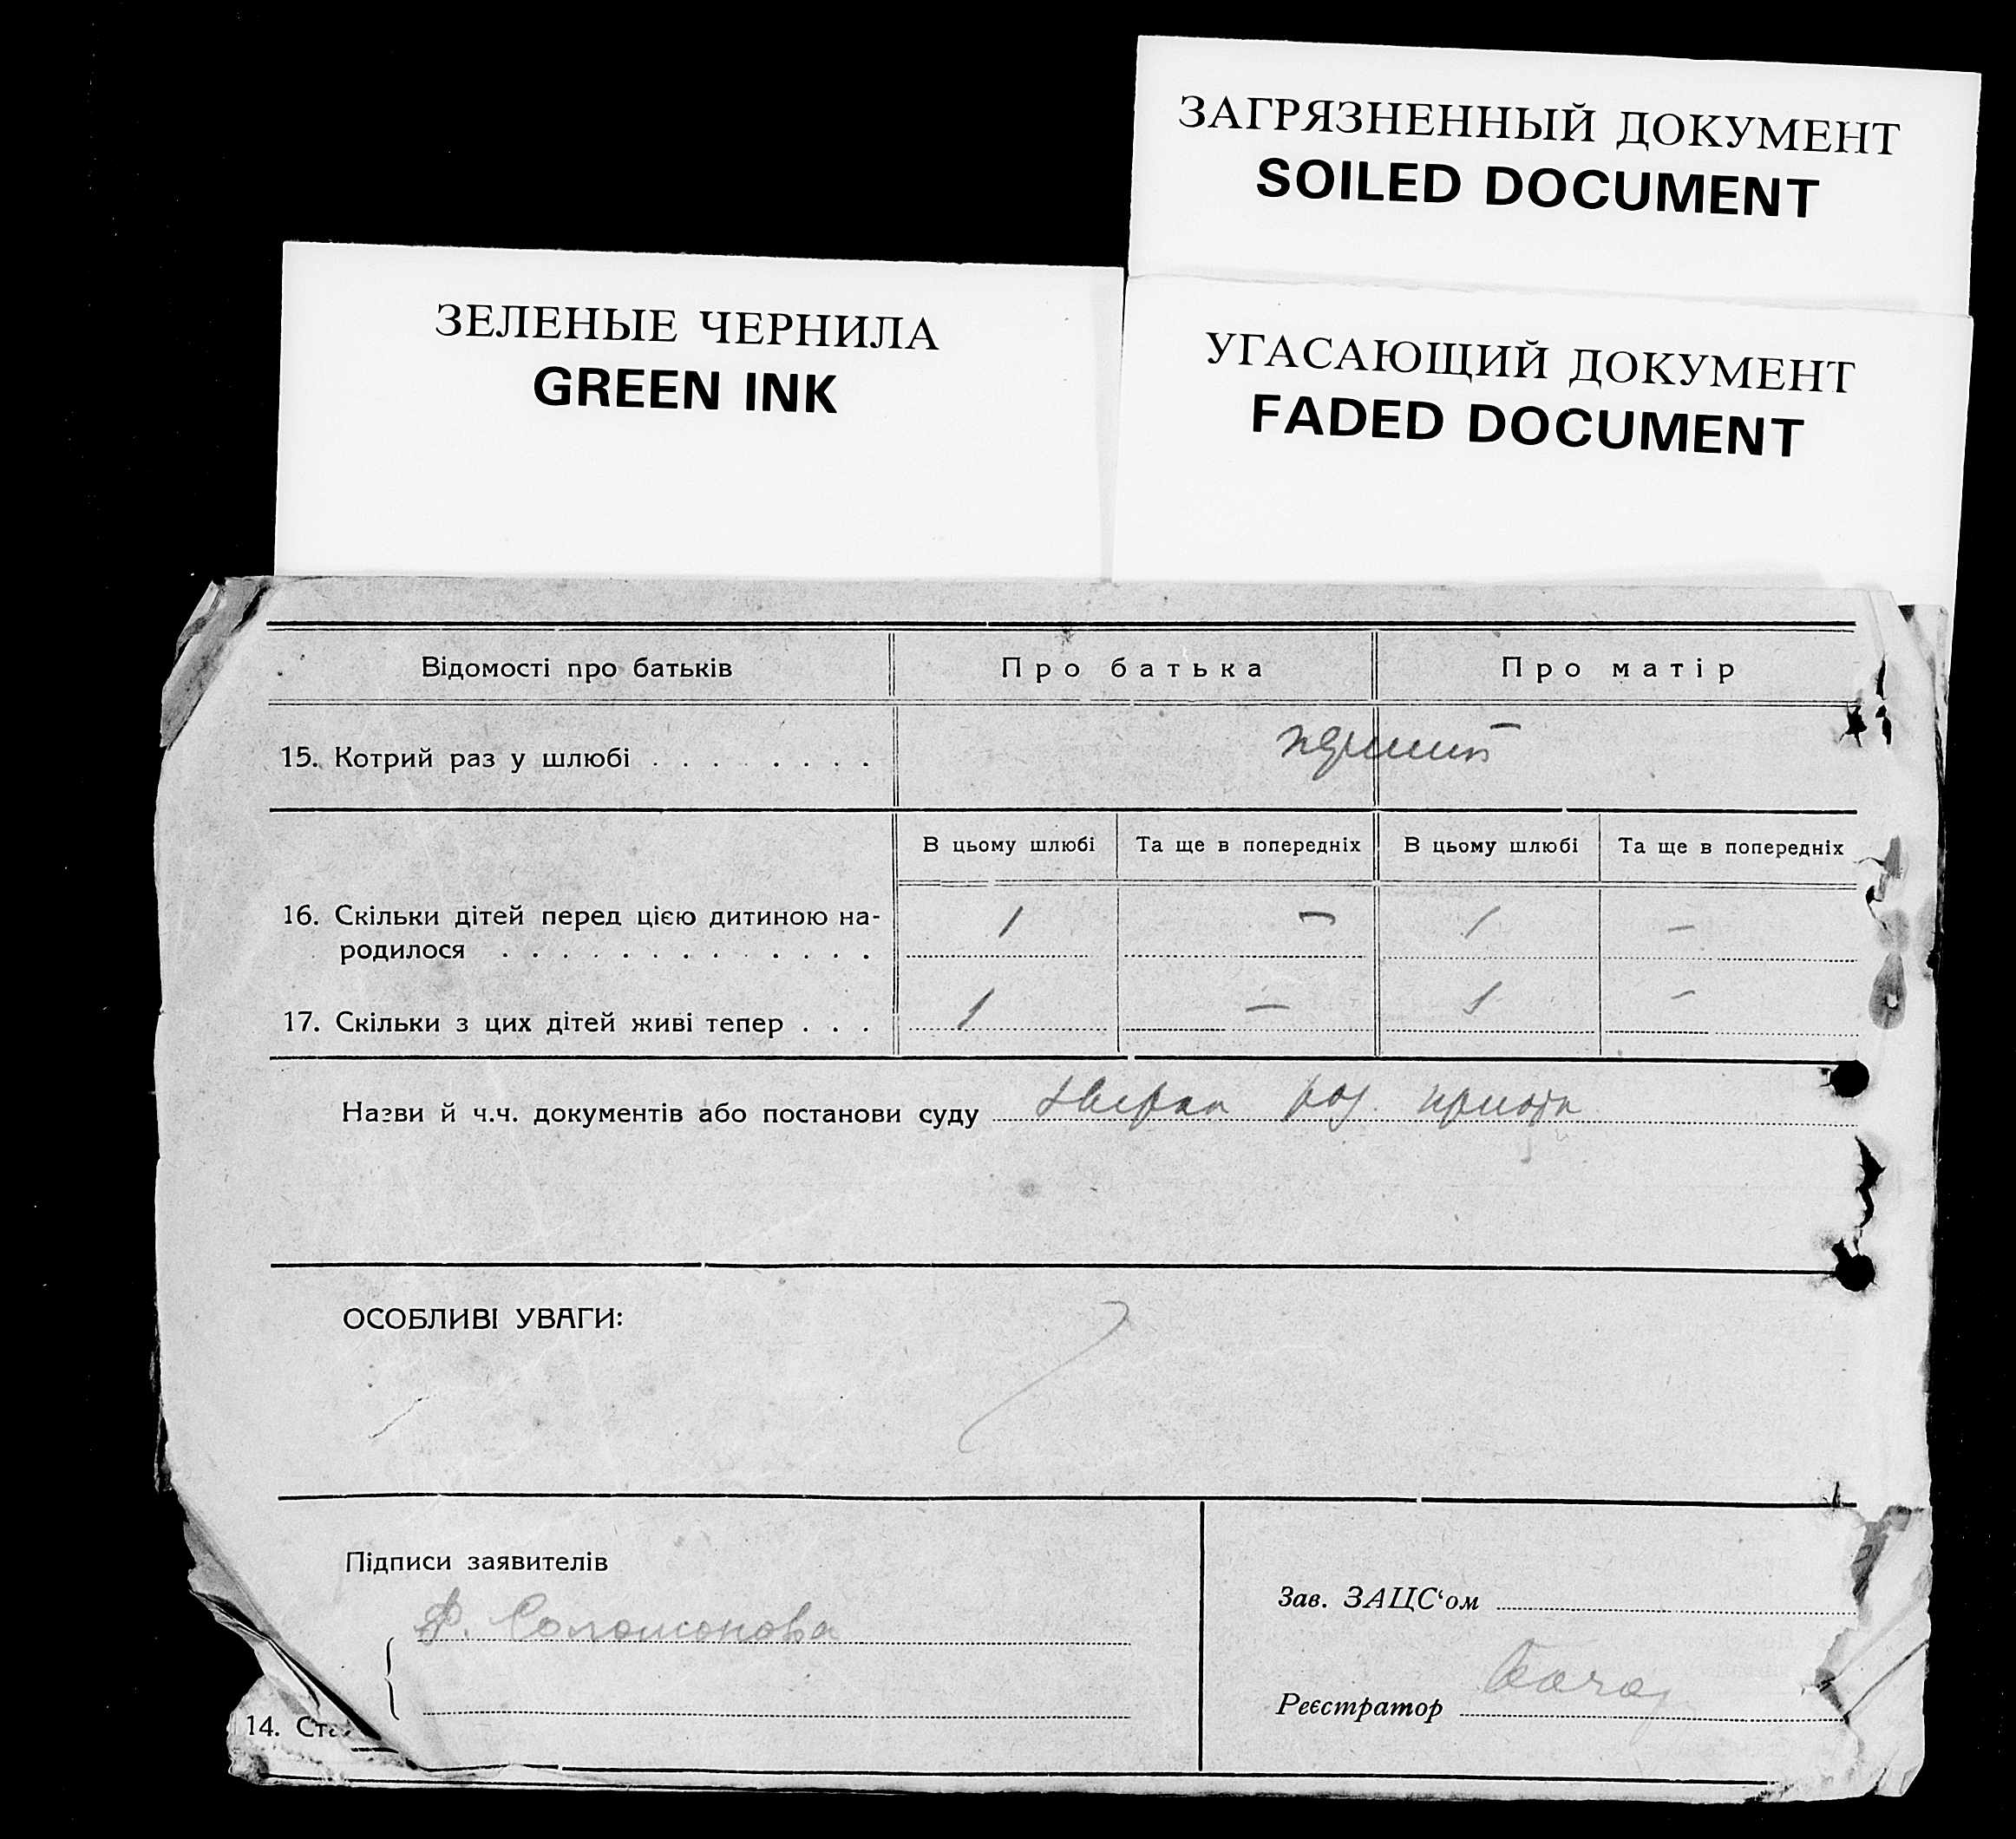 ЗАГРЯЗНЕННЫЙ ДОКУМЕНТ
SOILED DOCUMENT
ЗЕЛЕНЫЕ ЧЕРНИЛА
GREEN INK
УГАСАЮЩИЙ ДОКУМЕНТ
FADED DOCUMENT
Відомості про батьків Про батька Про матір
15. Котрий раз у шлюбі . . . . . . . .
В цьому шлюбі Та ще в попередніх В цьому шлюбі Та ще в попередніх
16. Скільки дітей перед цією дитиною на-
родилося . . . . . . . . . . . . . 1 — 1 —
17. Скільки з цих дітей живі тепер . . . 1 — 1 —
Назви й ч.ч. документів або постанови суду
ОСОБЛИВІ УВАГИ:
Підписи заявителів
Зав. ЗАЦС‘ом
Соломонова
Реєстратор
14.